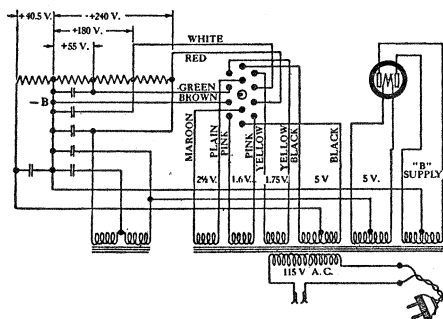 +40.5 V.
+240 V.
+180 V.
+55 V.
WHITE
RED
GREEN
BROWN
-B
MAROON
PLAIN
PINK
PINK
YELLOW
YELLOW
BLACK
BLACK
2½ V.
1.6 V.
1.75 V.
5 V
5 V.
"B"
SUPPLY
115 V A.C.